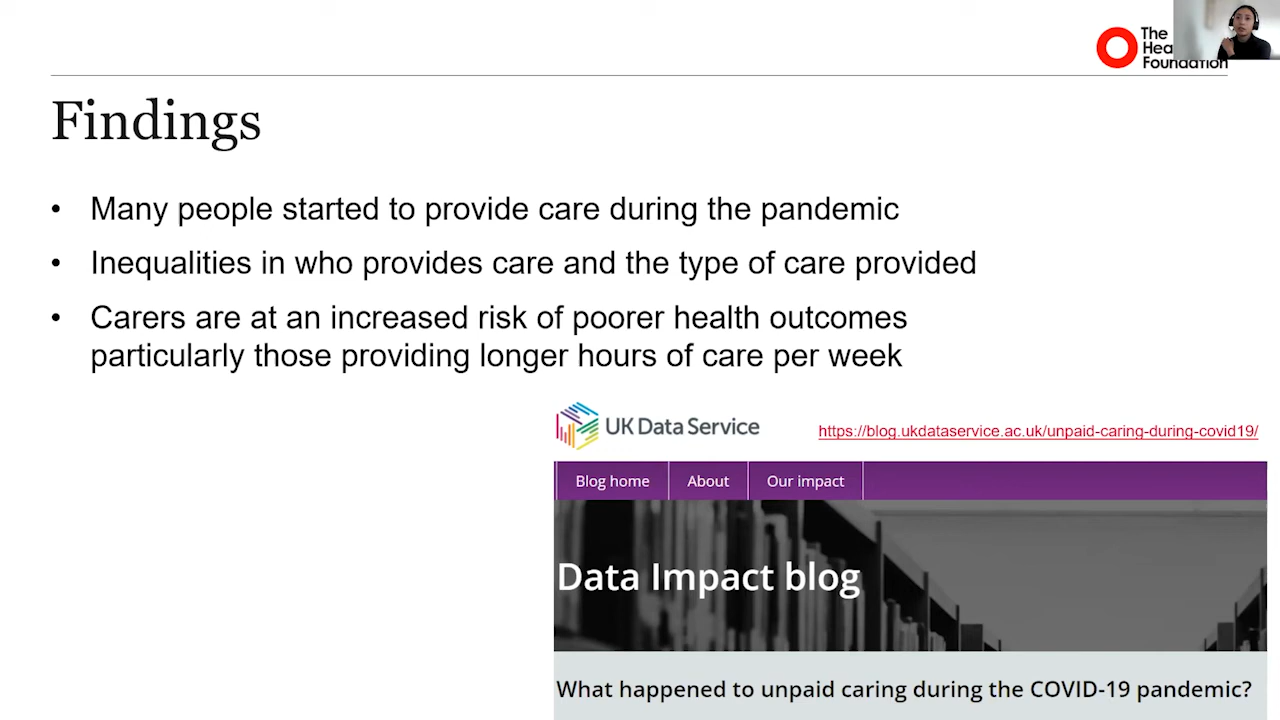 The
Hea
Foundation
Findings
• Many people started to provide care during the pandemic
• Inequalities in who provides care and the type of care provided
• Carers are at an increased risk of poorer health outcomes
particularly those providing longer hours of care per week
UK Data Service
https://blog.ukdataservice.ac.uk/unpaid-caring-during-covid19/
Blog home About Our impact
Data Impact blog
What happened to unpaid caring during the COVID-19 pandemic?